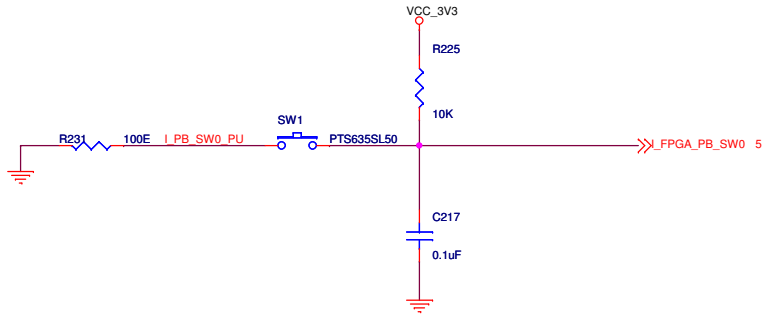 VCC_3V3
R225
10K
SW1
R231 100E I_PB_SW0_PU PTS635SL50 I_FPGA_PB_SW0 5
C217
0.1uF